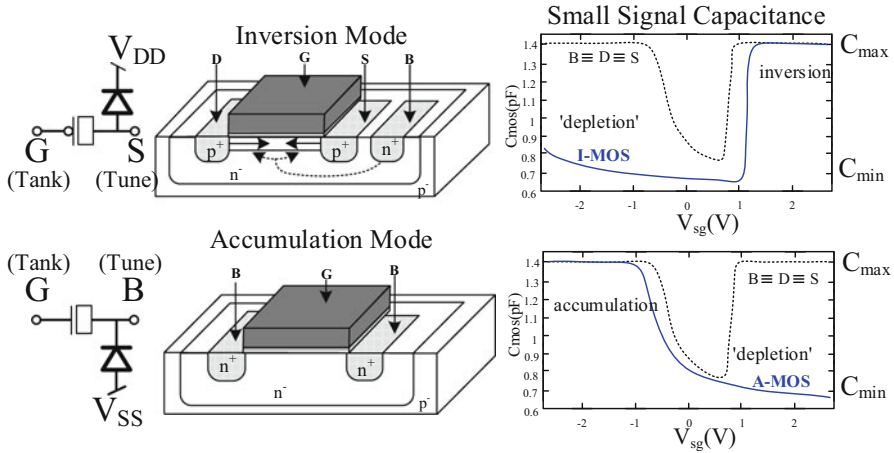 Inversion Mode
V_DD
G
(Tank)
S
(Tune)
D
G
S
B
p+
p+
n+
n-
p-
Small Signal Capacitance
Cmos(pF)
1.4
1.3
1.2
1.1
1
0.9
0.8
0.7
0.6
B≡ D≡ S
'depletion'
I-MOS
inversion
C_max
C_min
-2
-1
0
1
2
V_sg(V)
Accumulation Mode
(Tank)
G
(Tune)
B
V_SS
B
G
B
n+
n+
n-
p-
Cmos(pF)
1.4
1.3
1.2
1.1
1
0.9
0.8
0.7
0.6
accumulation
B≡ D≡ S
'depletion'
A-MOS
C_max
C_min
-2
-1
0
1
2
V_sg(V)